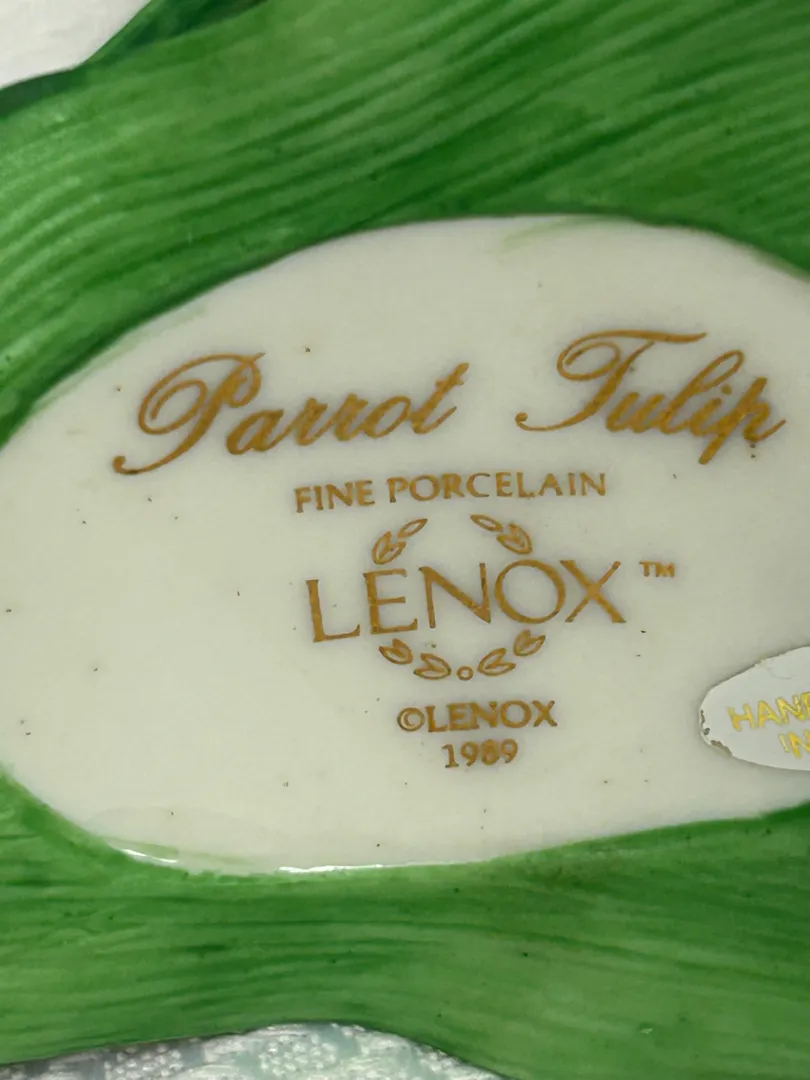 Parrot Tulip
FINE PORCELAIN
LENOX™
©LENOX
1989